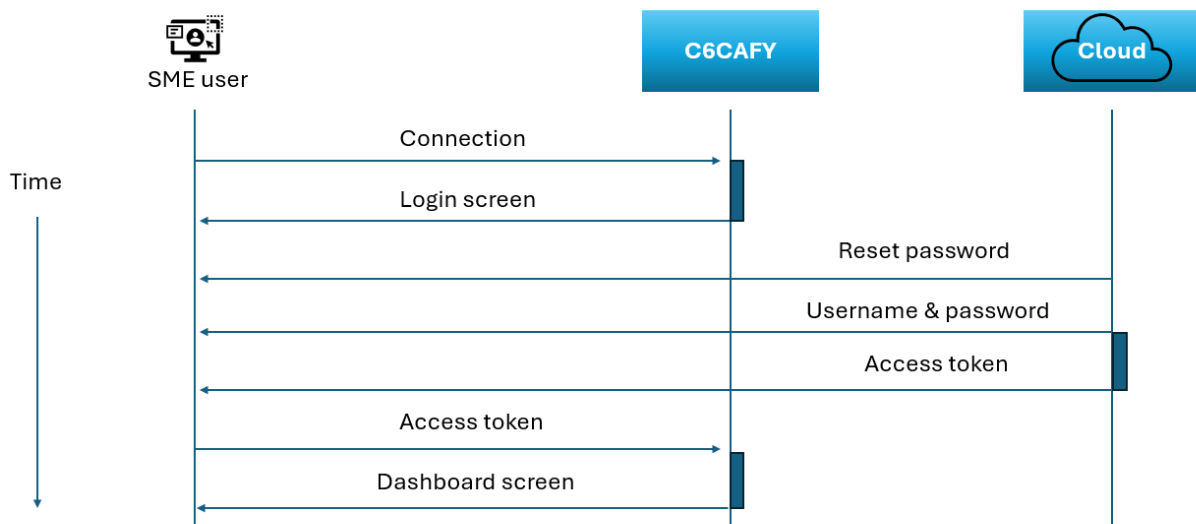 C6CAFY
Cloud
SME user
Connection
Time
Login screen
Reset password
Username & password
Access token
Access token
Dashboard screen